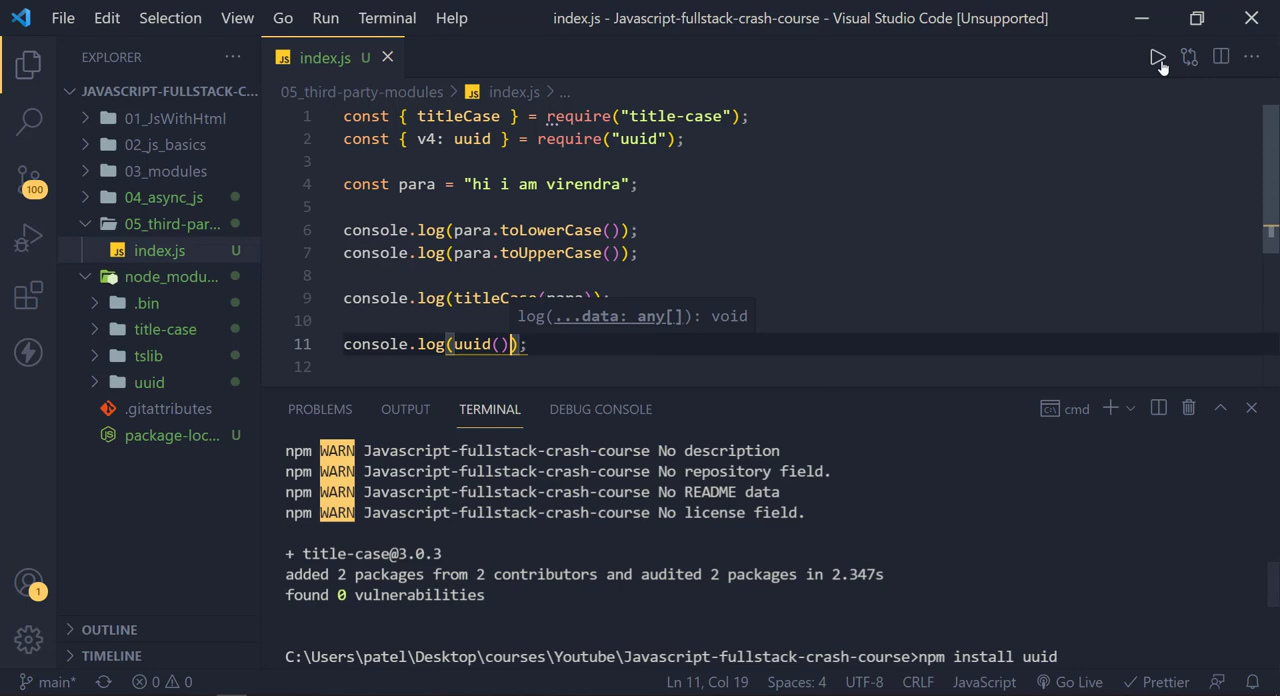 File Edit Selection View Go Run Terminal Help index.js - Javascript-fullstack-crash-course - Visual Studio Code [Unsupported]
EXPLORER ...
JS index.js U
JAVASCRIPT-FULLSTACK-C...
05_third-party-modules > JS index.js > ...
01_JsWithHtml
02_js_basics
03_modules
04_async_js
05_third-par...
JS index.js U
node_modu...
.bin
title-case
tslib
uuid
.gitattributes
package-loc... U
OUTLINE
TIMELINE
100
1
1 const { titleCase } = require("title-case");
2 const { v4: uuid } = require("uuid");
3
4 const para = "hi i am virendra";
5
6 console.log(para.toLowerCase());
7 console.log(para.toUpperCase());
8
9 console.log(titleCase(para));
10
log(...data: any[]): void
11 console.log(uuid());
12
PROBLEMS OUTPUT TERMINAL DEBUG CONSOLE cmd
npm WARN Javascript-fullstack-crash-course No description
npm WARN Javascript-fullstack-crash-course No repository field.
npm WARN Javascript-fullstack-crash-course No README data
npm WARN Javascript-fullstack-crash-course No license field.
+ title-case@3.0.3
added 2 packages from 2 contributors and audited 2 packages in 2.347s
found 0 vulnerabilities
C:\Users\patel\Desktop\courses\Youtube\Javascript-fullstack-crash-course>npm install uuid
main* 0 0 Ln 11, Col 19 Spaces: 4 UTF-8 CRLF JavaScript Go Live Prettier